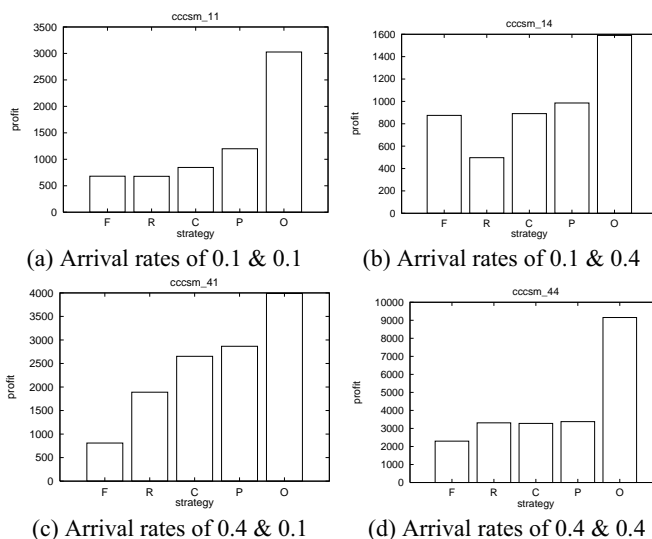 cccsm_11
3500
3000
2500
2000
1500
1000
500
0
profit
F R C P O
strategy
(a) Arrival rates of 0.1 & 0.1
cccsm_14
1600
1400
1200
1000
800
600
400
200
0
profit
F R C P O
strategy
(b) Arrival rates of 0.1 & 0.4
cccsm_41
4000
3500
3000
2500
2000
1500
1000
500
0
profit
F R C P O
strategy
(c) Arrival rates of 0.4 & 0.1
cccsm_44
10000
9000
8000
7000
6000
5000
4000
3000
2000
1000
0
profit
F R C P O
strategy
(d) Arrival rates of 0.4 & 0.4